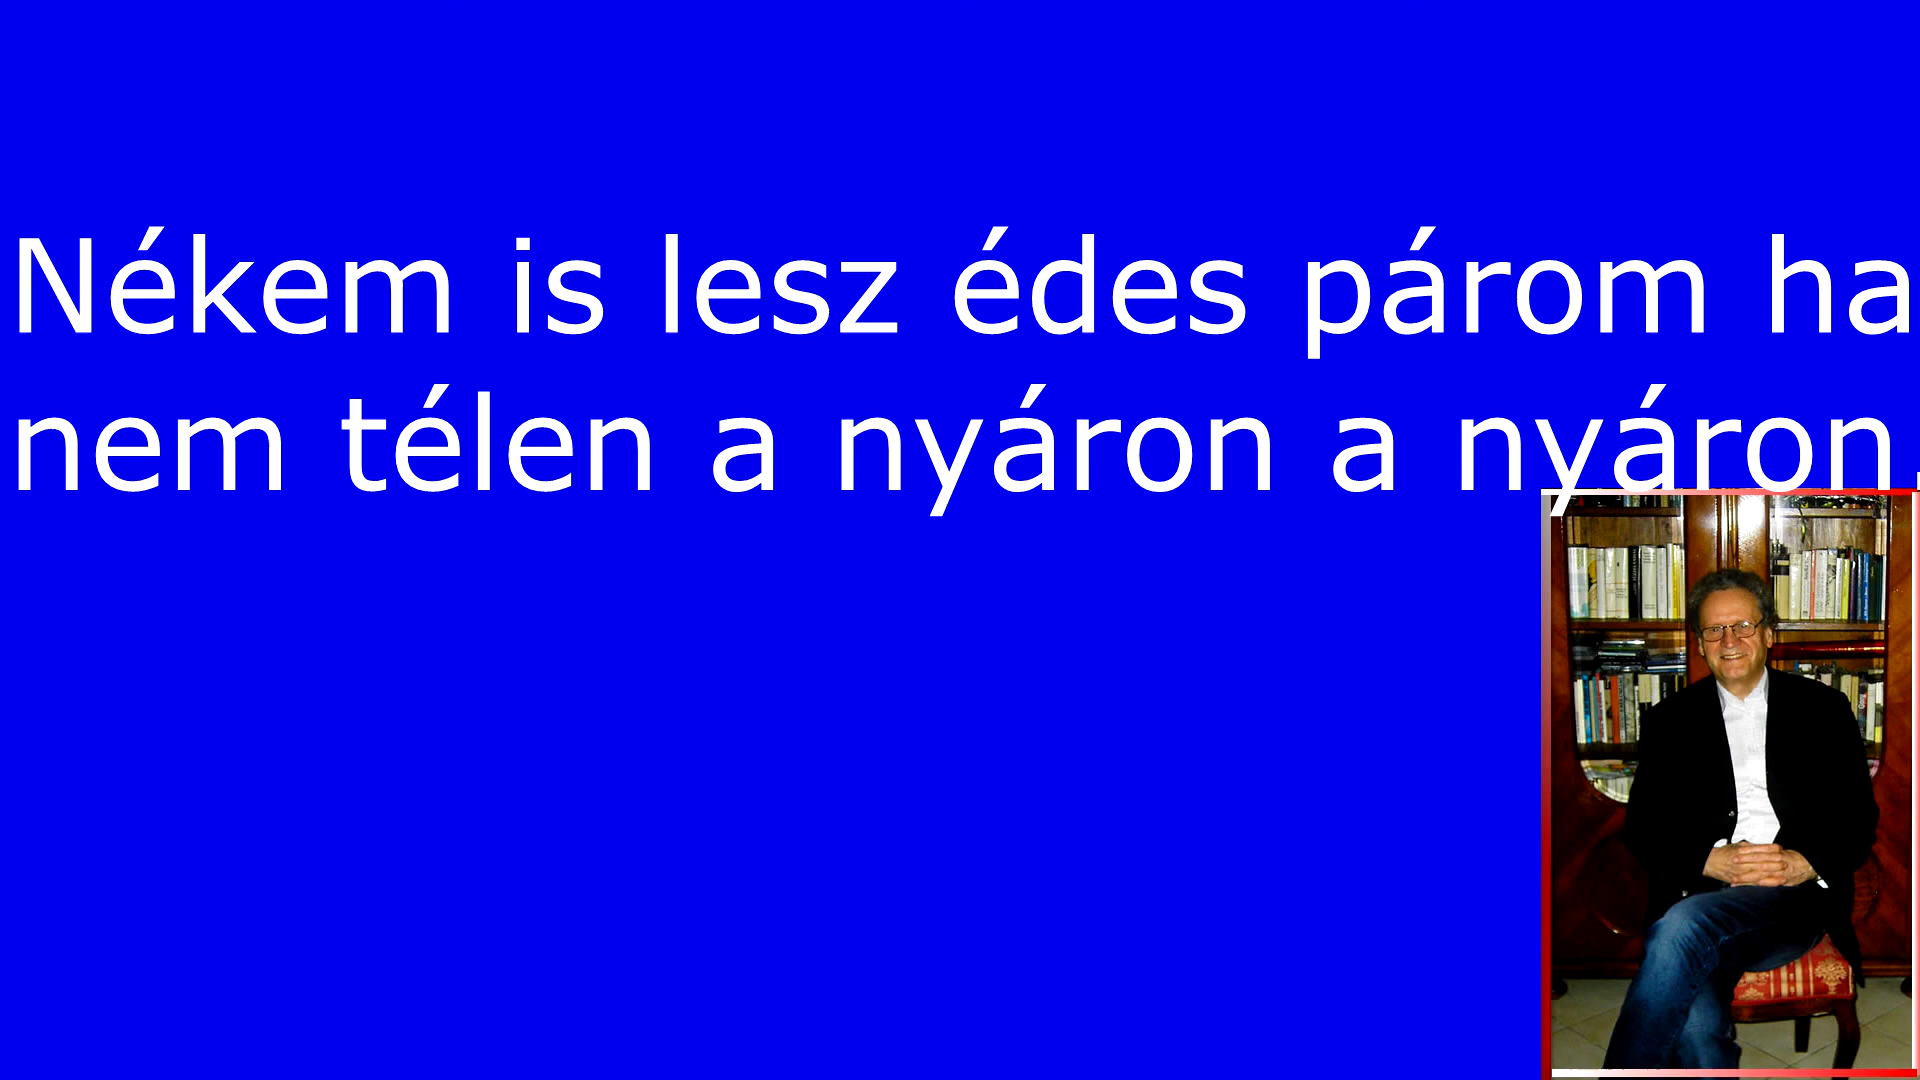 Nékem is lesz édes párom ha
nem télen a nyáron a nyáron.